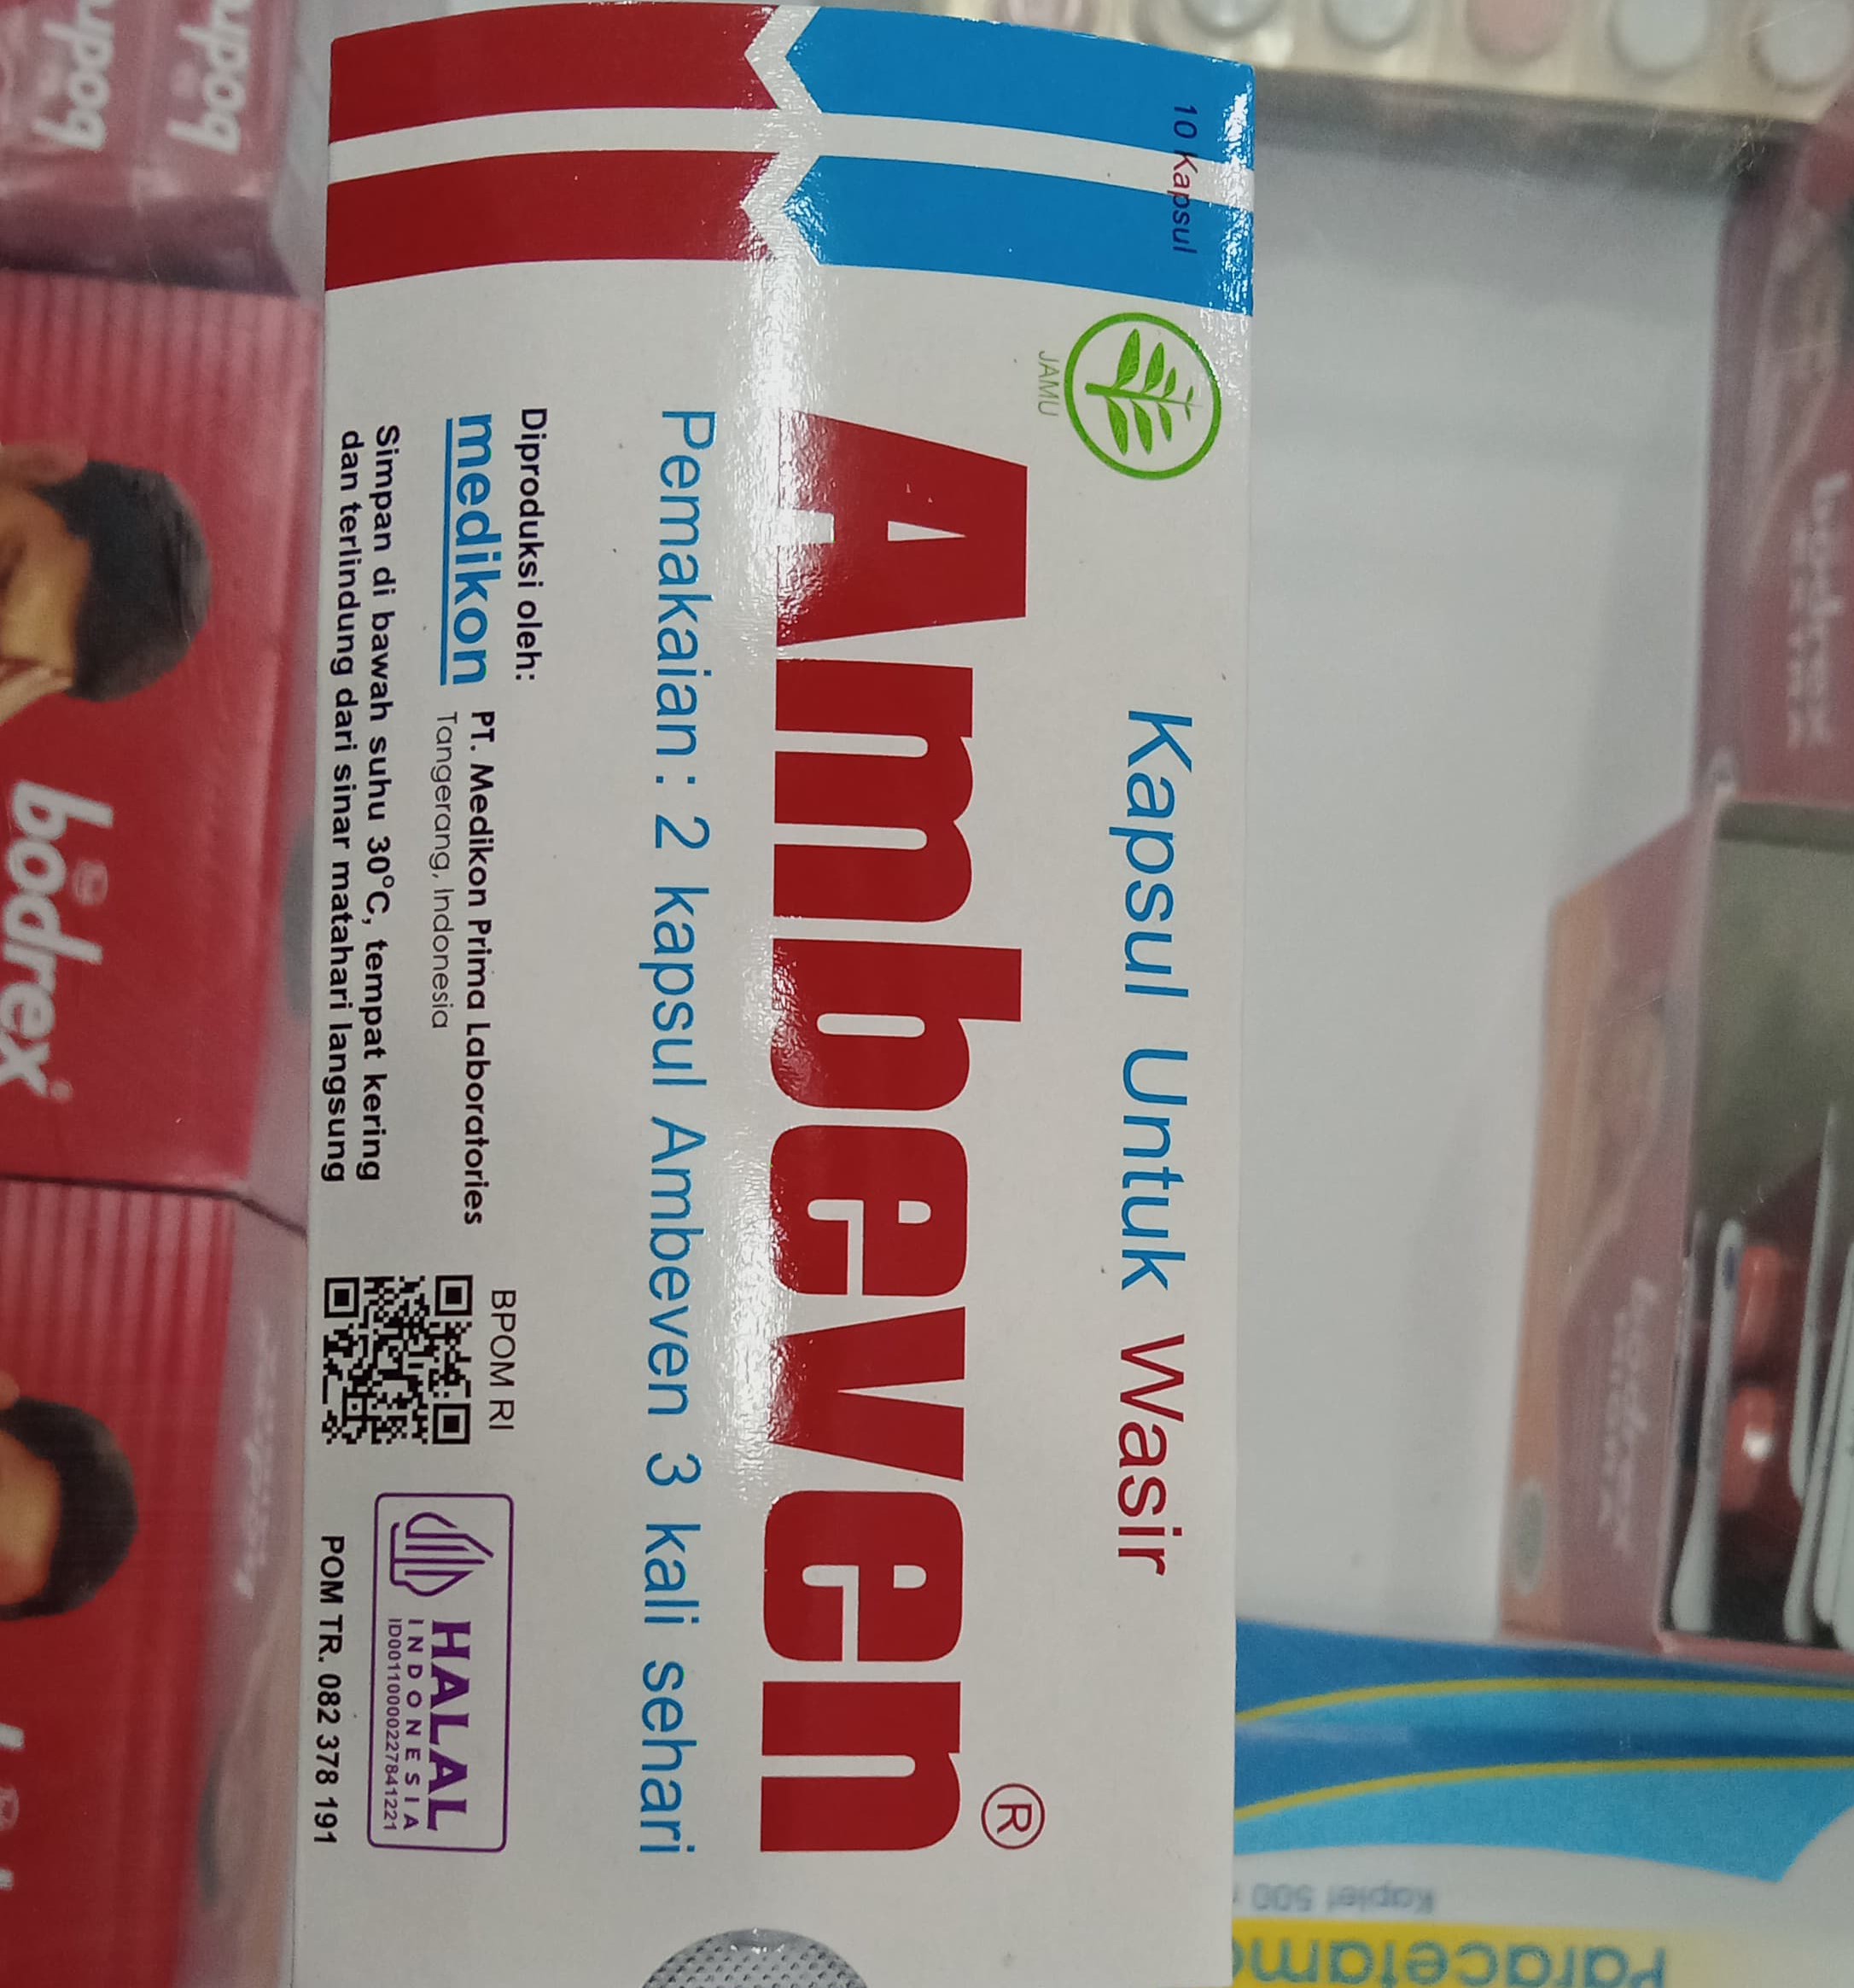 10 Kapsul
JAMU
Kapsul Untuk Wasir
Ambeven®
Pemakaian : 2 kapsul Ambeven 3 kali sehari
Diproduksi oleh:
medikon
PT. Medikon Prima Laboratories
Tangerang, Indonesia
Simpan di bawah suhu 30°C, tempat kering
dan terlindung dari sinar matahari langsung
BPOM RI
HALAL
INDONESIA
ID00110000227841221
POM TR. 082 378 191
bodrex
bodrex
Kaplet 500